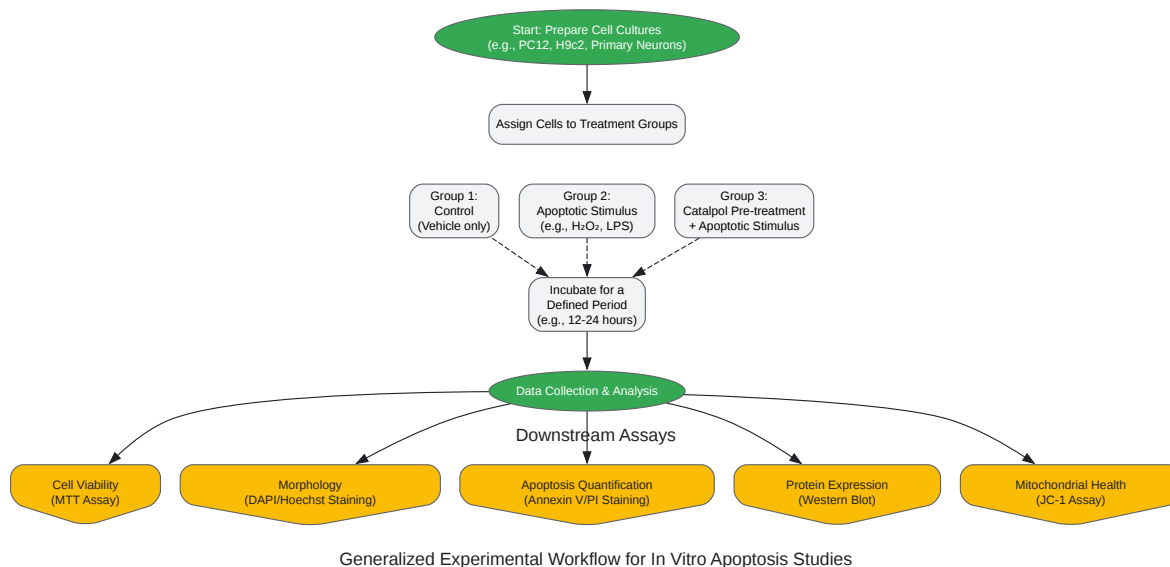 Start: Prepare Cell Cultures
(e.g., PC12, H9c2, Primary Neurons)
Assign Cells to Treatment Groups
Group 1:
Control
(Vehicle only)
Group 2:
Apoptotic Stimulus
(e.g., H₂O₂, LPS)
Group 3:
Catalpol Pre-treatment
+ Apoptotic Stimulus
Incubate for a
Defined Period
(e.g., 12-24 hours)
Data Collection & Analysis
Downstream Assays
Cell Viability
(MTT Assay)
Morphology
(DAPI/Hoechst Staining)
Apoptosis Quantification
(Annexin V/PI Staining)
Protein Expression
(Western Blot)
Mitochondrial Health
(JC-1 Assay)
Generalized Experimental Workflow for In Vitro Apoptosis Studies